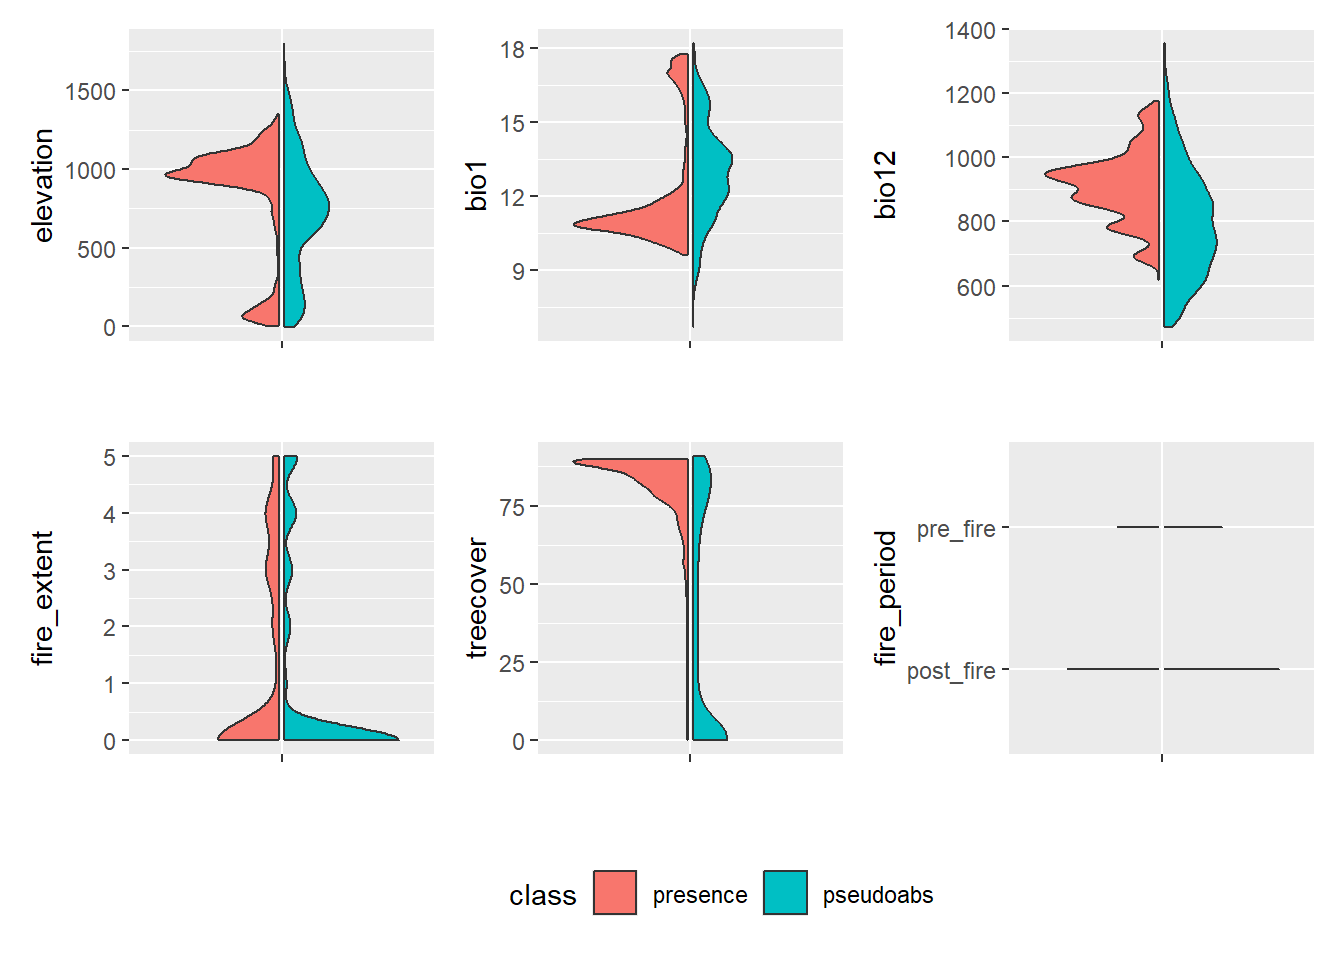 elevation
1500
1000
500
0
bio1
18
15
12
9
bio12
1400
1200
1000
800
600
fire_extent
5
4
3
2
1
0
treecover
75
50
25
0
fire_period
pre_fire
post_fire
class presence pseudoabs